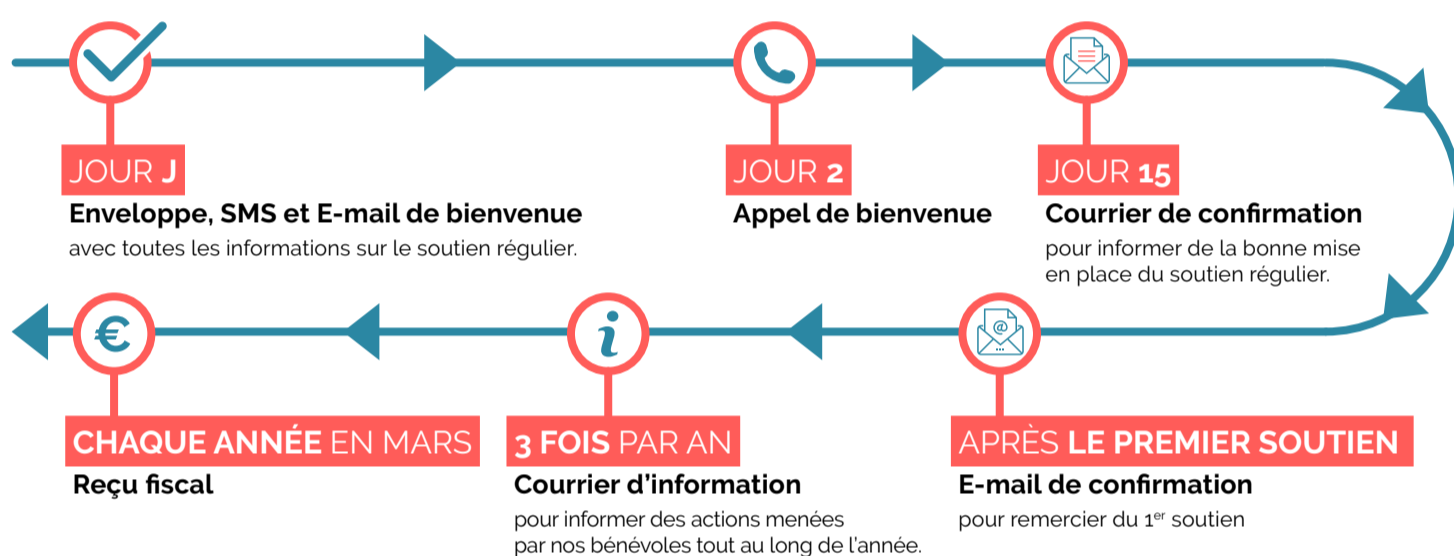 JOUR J
Enveloppe, SMS et E-mail de bienvenue
avec toutes les informations sur le soutien régulier.
JOUR 2
Appel de bienvenue
JOUR 15
Courrier de confirmation
pour informer de la bonne mise
en place du soutien régulier.
@
APRÈS LE PREMIER SOUTIEN
E-mail de confirmation
pour remercier du 1er soutien
i
3 FOIS PAR AN
Courrier d’information
pour informer des actions menées
par nos bénévoles tout au long de l’année.
€
CHAQUE ANNÉE EN MARS
Reçu fiscal